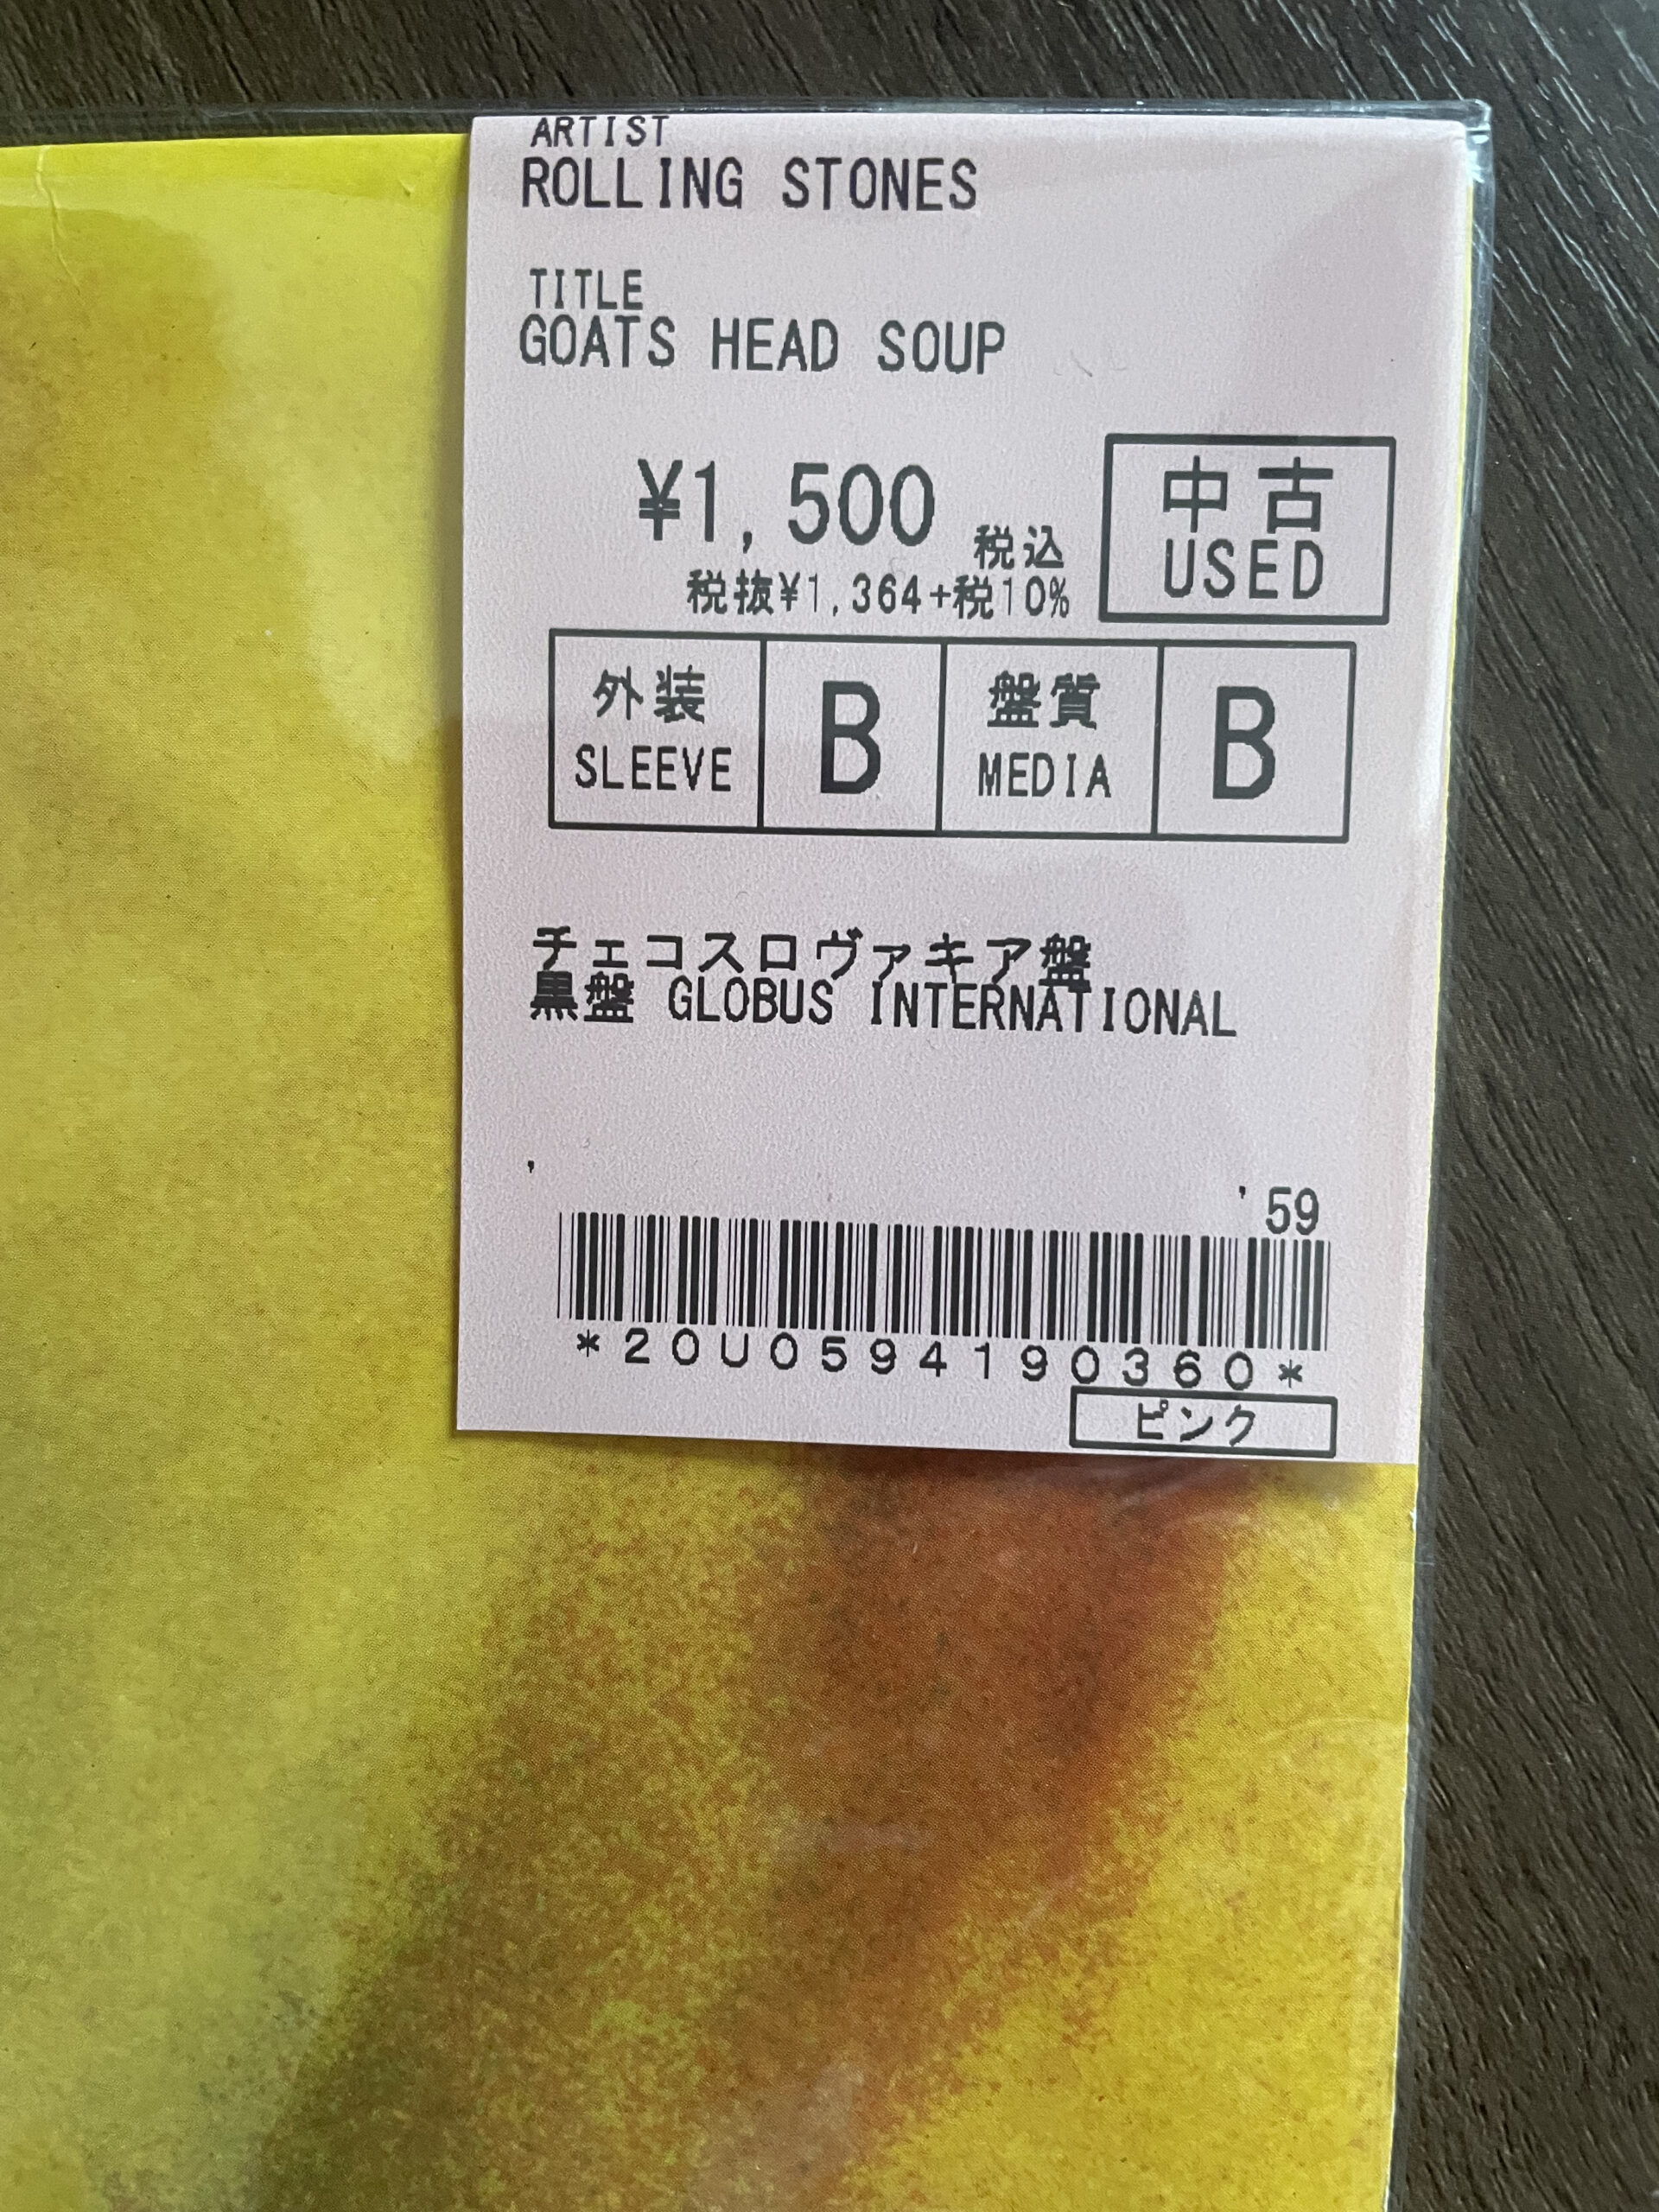 ARTIST
ROLLING STONES
TITLE
GOATS HEAD SOUP
¥1,500 税込
税抜¥1,364+税10%
中古
USED
外装
SLEEVE
B
盤質
MEDIA
B
チェコスロヴァキア盤
黒盤 GLOBUS INTERNATIONAL
'
'59
*20U0594190360*
ピンク